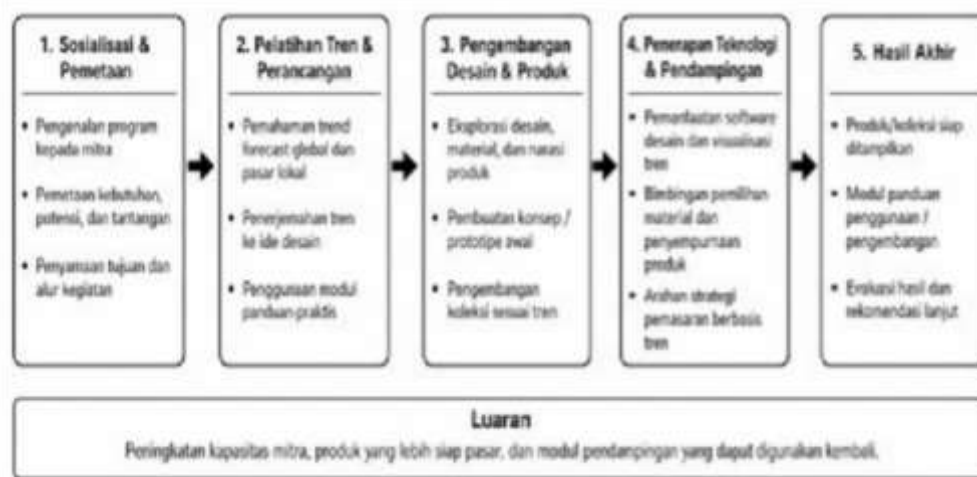 1. Sosialisasi &
Pemetaan
• Pengenalan program
kepada mitra
• Pemetaan kebutuhan,
potensi, dan tantangan
• Penyamaan tujuan dan
alur kegiatan
2. Pelatihan Tren &
Perancangan
• Pemahaman trend
forecast global dan
pasar lokal
• Penerjemahan tren
ke ide desain
• Penggunaan modul
panduan-praktis
3. Pengembangan
Desain & Produk
• Eksplorasi desain,
material, dan narasi
produk
• Pembuatan konsep /
prototipe awal
• Pengembangan
koleksi sesuai tren
4. Penerapan Teknologi
& Pendampingan
• Pemanfaatan software
desain dan visualisasi
tren
• Bimbingan pemilihan
material dan
penyempurnaan
produk
• Arahan strategi
pemasaran berbasis
tren
5. Hasil Akhir
• Produk/koleksi siap
ditampilkan
• Modul panduan
penggunaan /
pengembangan
• Evaluasi hasil dan
rekomendasi lanjut
Luaran
Peningkatan kapasitas mitra, produk yang lebih siap pasar, dan modul pendampingan yang dapat digunakan kembali.